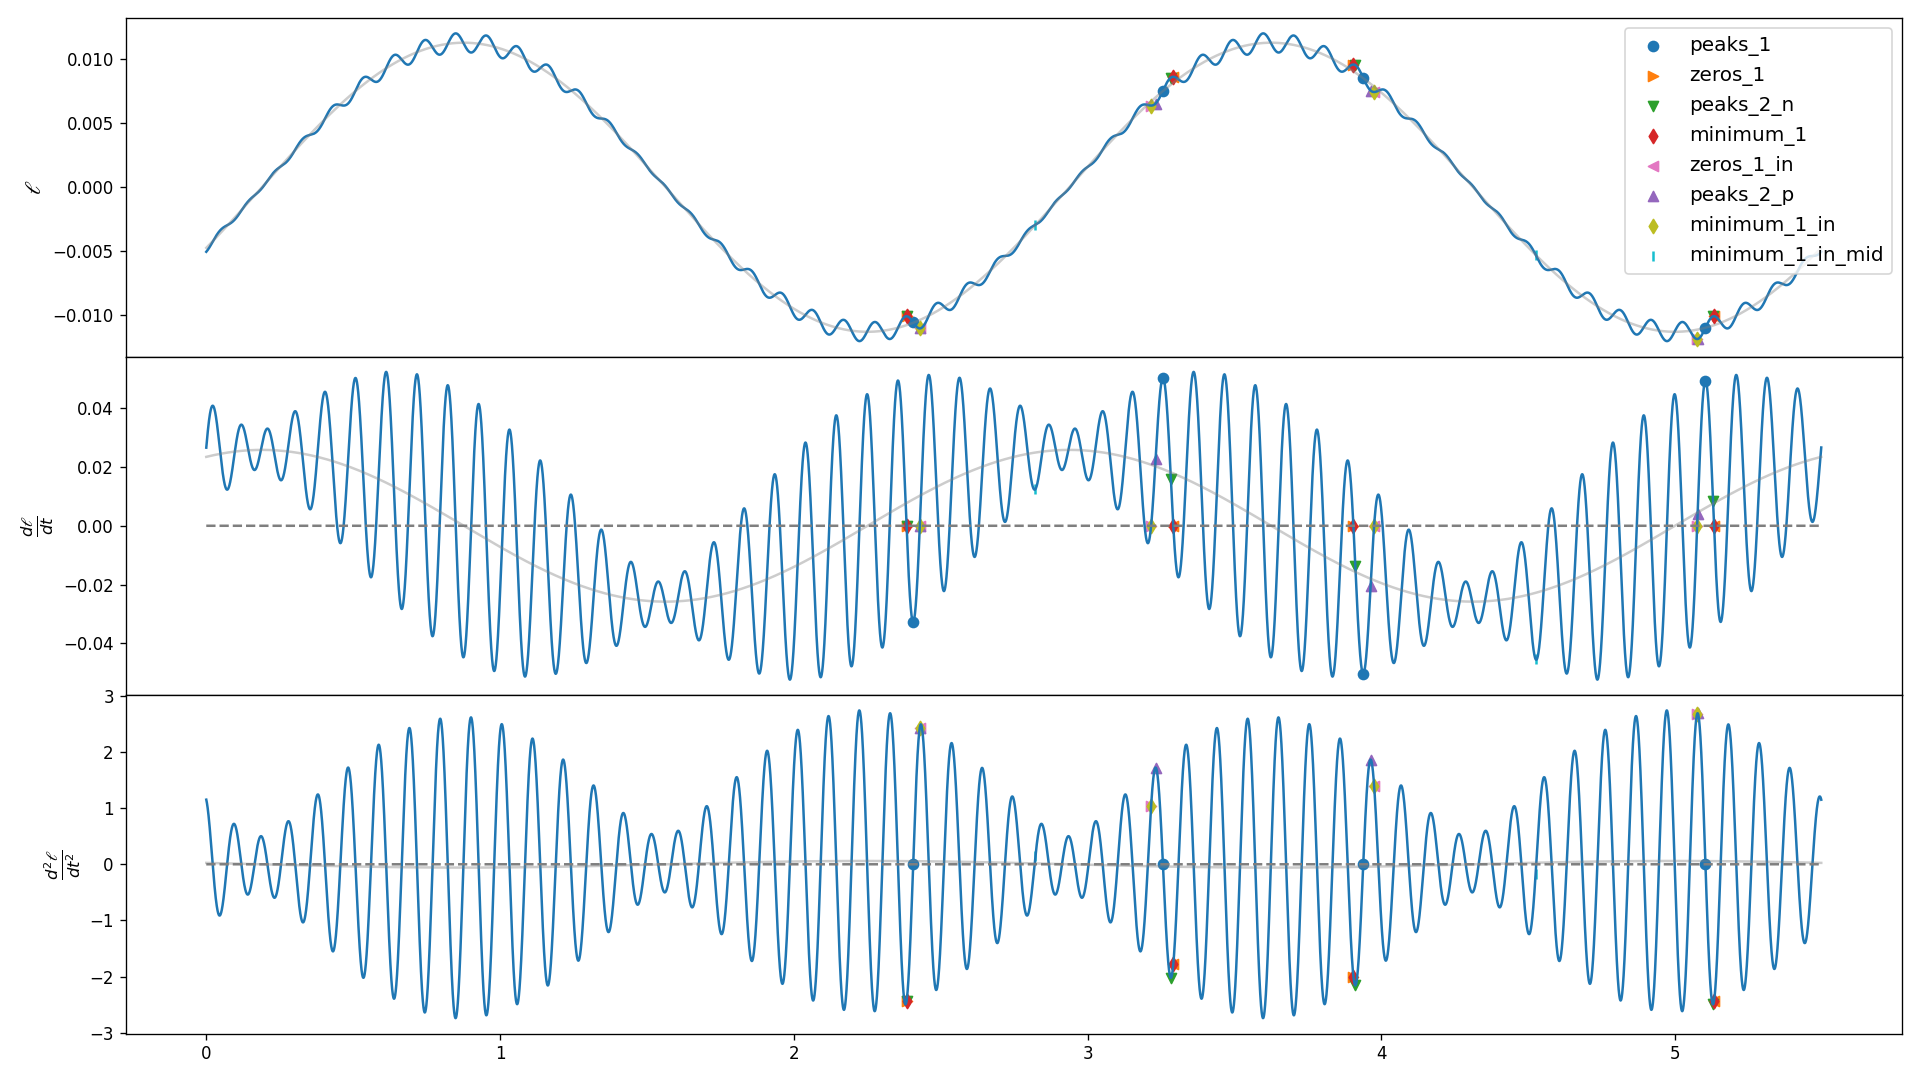 0.010
0.005
0.000
−0.005
−0.010
ℓ
peaks_1
zeros_1
peaks_2_n
minimum_1
zeros_1_in
peaks_2_p
minimum_1_in
minimum_1_in_mid
0.04
0.02
0.00
−0.02
−0.04
dℓ/dt
3
2
1
0
−1
−2
−3
d²ℓ/dt²
0 1 2 3 4 5